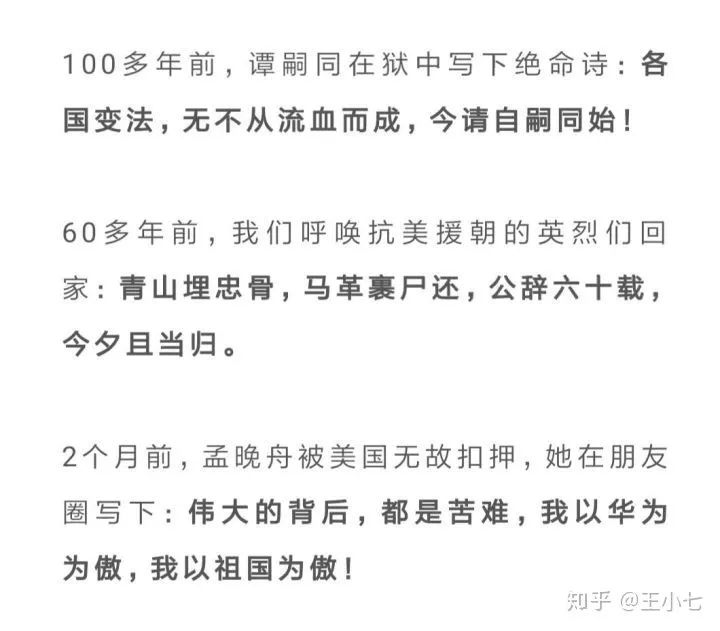 100多年前，谭嗣同在狱中写下绝命诗：各
国变法，无不从流血而成，今请自嗣同始！
60多年前，我们呼唤抗美援朝的英烈们回
家：青山埋忠骨，马革裹尸还，公辞六十载，
今夕且当归。
2个月前，孟晚舟被美国无故扣押，她在朋友
圈写下：伟大的背后，都是苦难，我以华为
为傲，我以祖国为傲！
知乎 @王小七